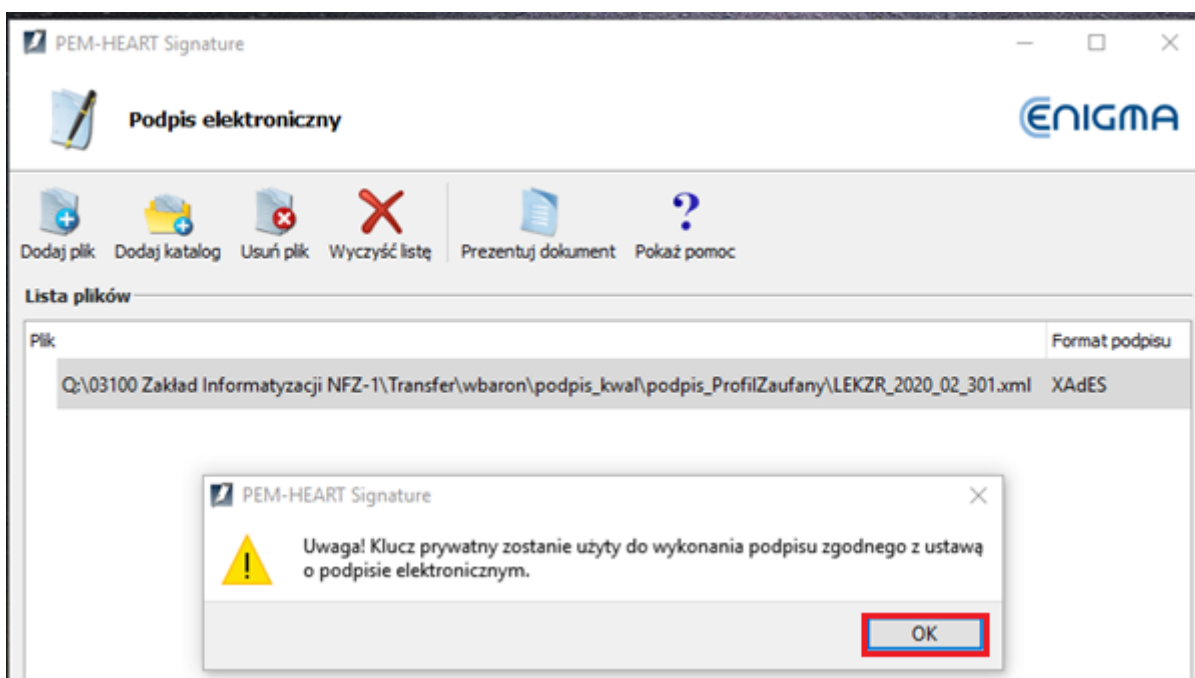 PEM-HEART Signature
Podpis elektroniczny
ENIGMA
Dodaj plik Dodaj katalog Usuń plik Wyczyść listę Prezentuj dokument Pokaż pomoc
Lista plików
Plik Format podpisu
Q:\03100 Zakład Informatyzacji NFZ-1\Transfer\wbaron\podpis_kwal\podpis_ProfilZaufany\LEKZR_2020_02_301.xml XAdES
PEM-HEART Signature
Uwaga! Klucz prywatny zostanie użyty do wykonania podpisu zgodnego z ustawą
o podpisie elektronicznym.
OK